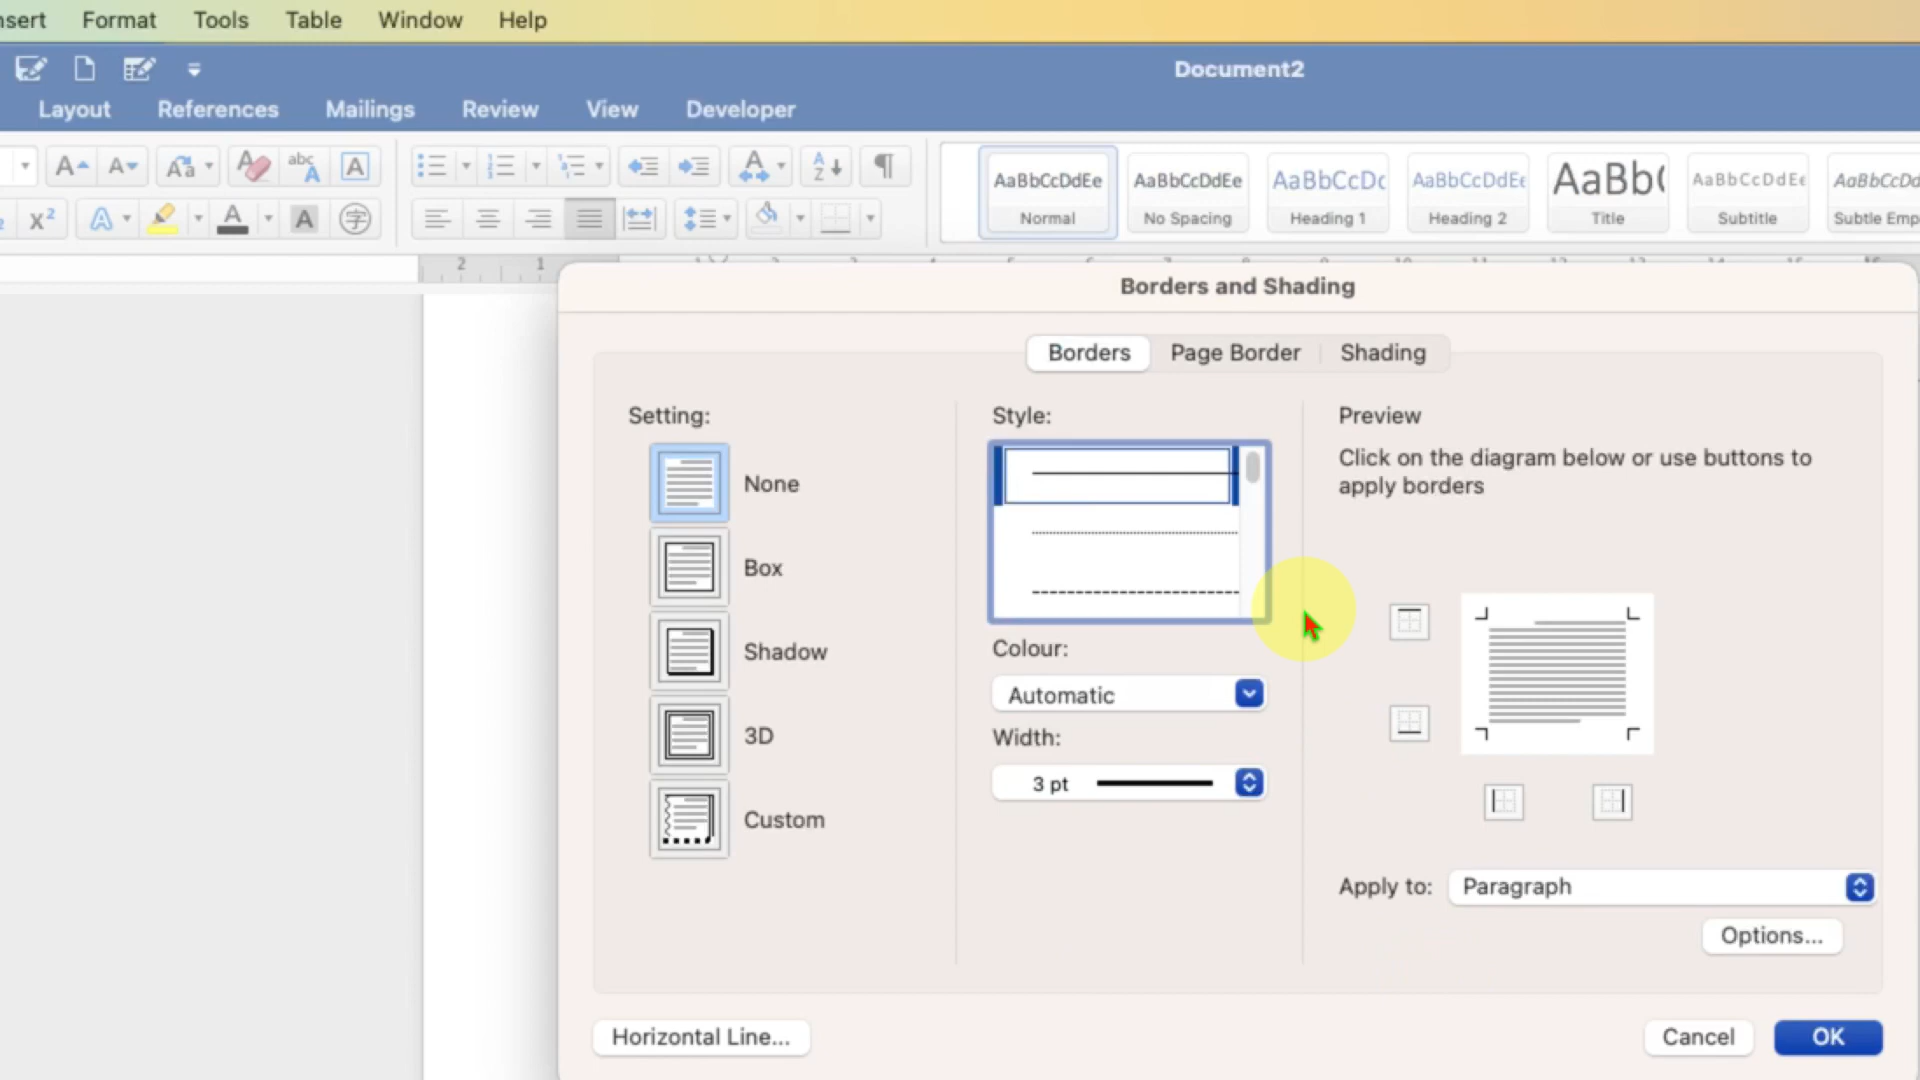 Format Tools Table Window Help
Document2
Layout References Mailings Review View Developer
AaBbCcDdEe AaBbCcDdEe AaBbCcDc AaBbCcDdEe AaBb( AaBbCcDdEe AaBbCcDd
Normal No Spacing Heading 1 Heading 2 Title Subtitle Subtle Emp
2 1
Borders and Shading
Borders Page Border Shading
Setting: Style: Preview
None
Click on the diagram below or use buttons to
apply borders
Box
Shadow
Colour:
Automatic
3D
Width:
3 pt
Custom
Apply to: Paragraph
Options...
Horizontal Line... Cancel OK